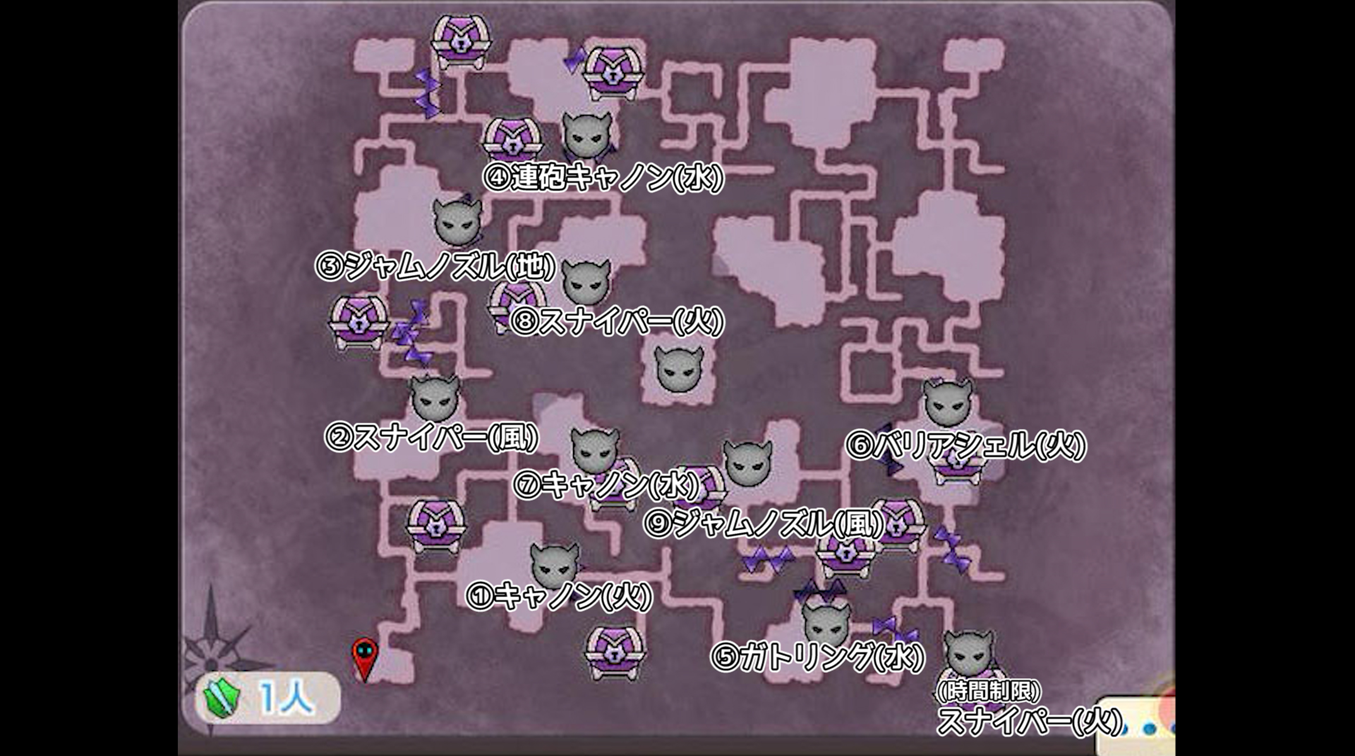 ④連砲キャノン(水)
③ジャムノズル(地)
⑧スナイパー(火)
②スナイパー(風)
⑥バリアシェル(火)
⑦キャノン(水)
⑨ジャムノズル(風)
①キャノン(火)
⑤ガトリング(水)
(時間制限)
スナイパー(火)
1人